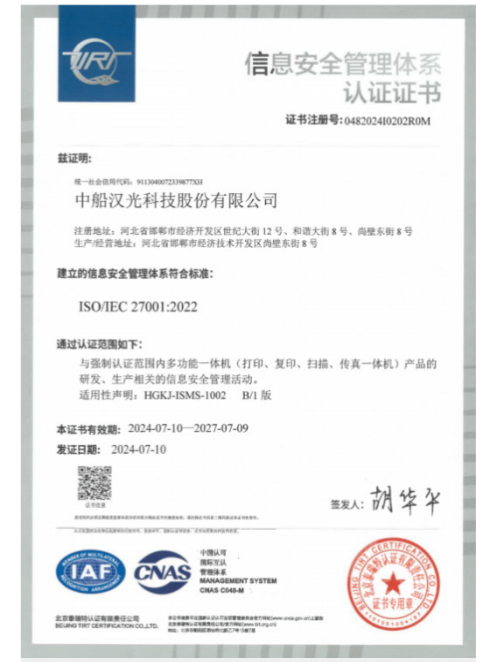 TIRT
信息安全管理体系
认证证书
证书注册号:0482024I0202R0M
兹证明:
统一社会信用代码:
中船汉光科技股份有限公司
注册地址:河北省邯郸市经济开发区世纪大街 12 号、和谐大街 8 号、尚壁东街 8 号
生产/经营地址:河北省邯郸市经济技术开发区尚壁东街 8 号
建立的信息安全管理体系符合标准:
ISO/IEC 27001:2022
通过认证范围如下:
与强制认证范围内多功能一体机(打印、复印、扫描、传真一体机)产品的
研发、生产相关的信息安全管理活动。
适用性声明:HGKJ-ISMS-1002 B/1 版
本证书有效期: 2024-07-10—2027-07-09
发证日期: 2024-07-10
证书信息
签发人: 胡华平
IAF
CNAS
中国认可
国际互认
管理体系
MANAGEMENT SYSTEM
CNAS C048-M
证书专用章
北京泰瑞特认证有限责任公司
BEIJING TIRT CERTIFICATION CO.,LTD.